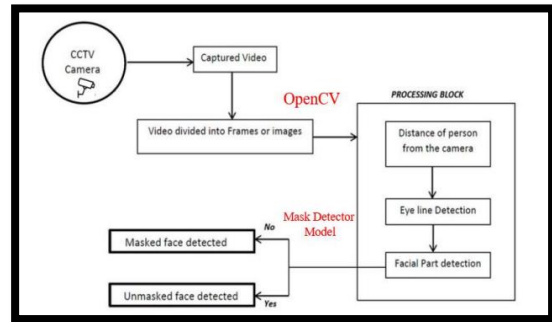 CCTV
Camera
Captured Video
OpenCV
Video divided into Frames or images
PROCESSING BLOCK
Distance of person
from the camera
Eye line Detection
Facial Part detection
Mask Detector
Model
No
Masked face detected
Unmasked face detected
Yes